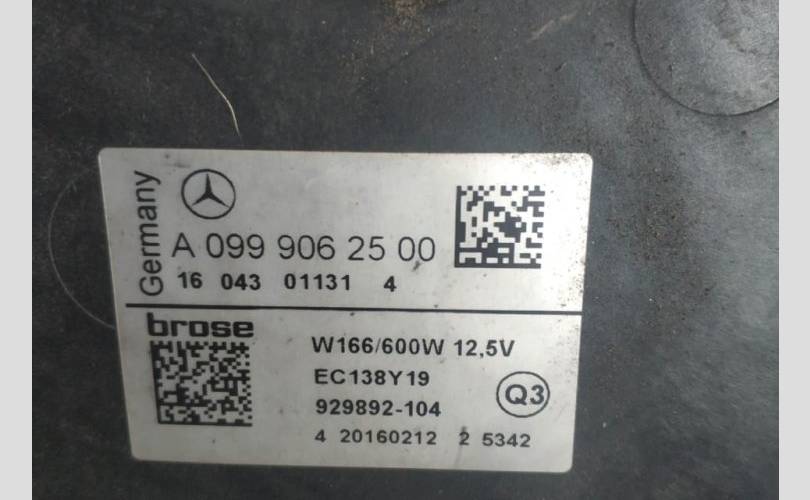 Germany
A 099 906 25 00
16 043 01131 4
brose
W166/600W 12,5V
EC138Y19
929892-104
Q3
4 20160212 2 5342